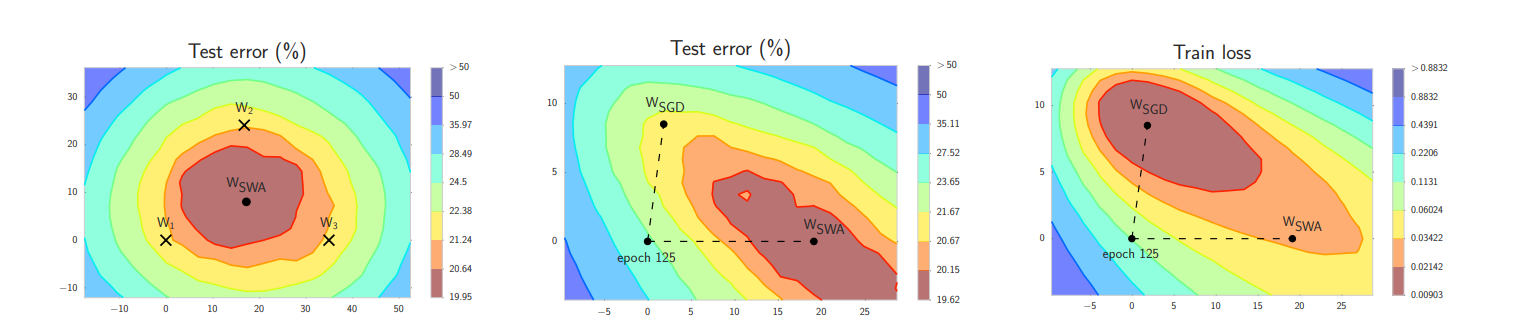 Test error (%)
W2
WSWA
W1
W3
30
20
10
0
−10
−10 0 10 20 30 40 50
> 50
50
35.97
28.49
24.5
22.38
21.24
20.64
19.95
Test error (%)
WSGD
WSWA
epoch 125
10
5
0
−5 0 5 10 15 20 25
> 50
50
35.11
27.52
23.65
21.67
20.67
20.15
19.62
Train loss
WSGD
WSWA
epoch 125
10
5
0
−5 0 5 10 15 20 25
> 0.8832
0.8832
0.4391
0.2206
0.1131
0.06024
0.03422
0.02142
0.00903